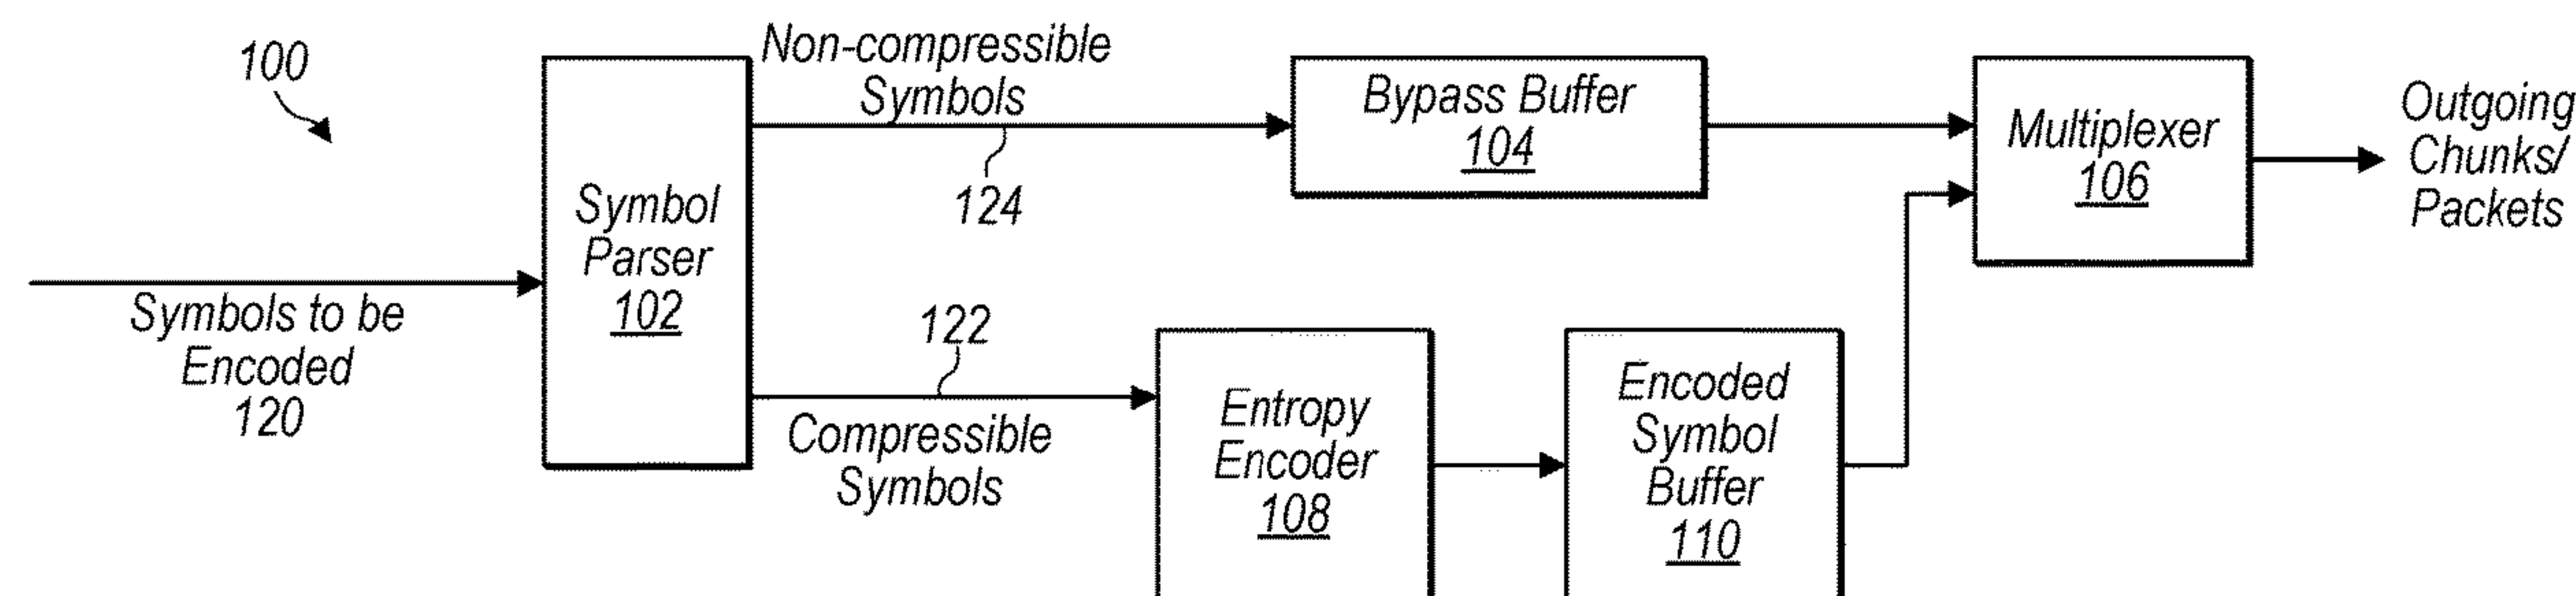 100
Non-compressible
Symbols
124
Symbols to be
Encoded
120
Symbol
Parser
102
122
Compressible
Symbols
Bypass Buffer
104
Entropy
Encoder
108
Encoded
Symbol
Buffer
110
Multiplexer
106
Outgoing
Chunks/
Packets